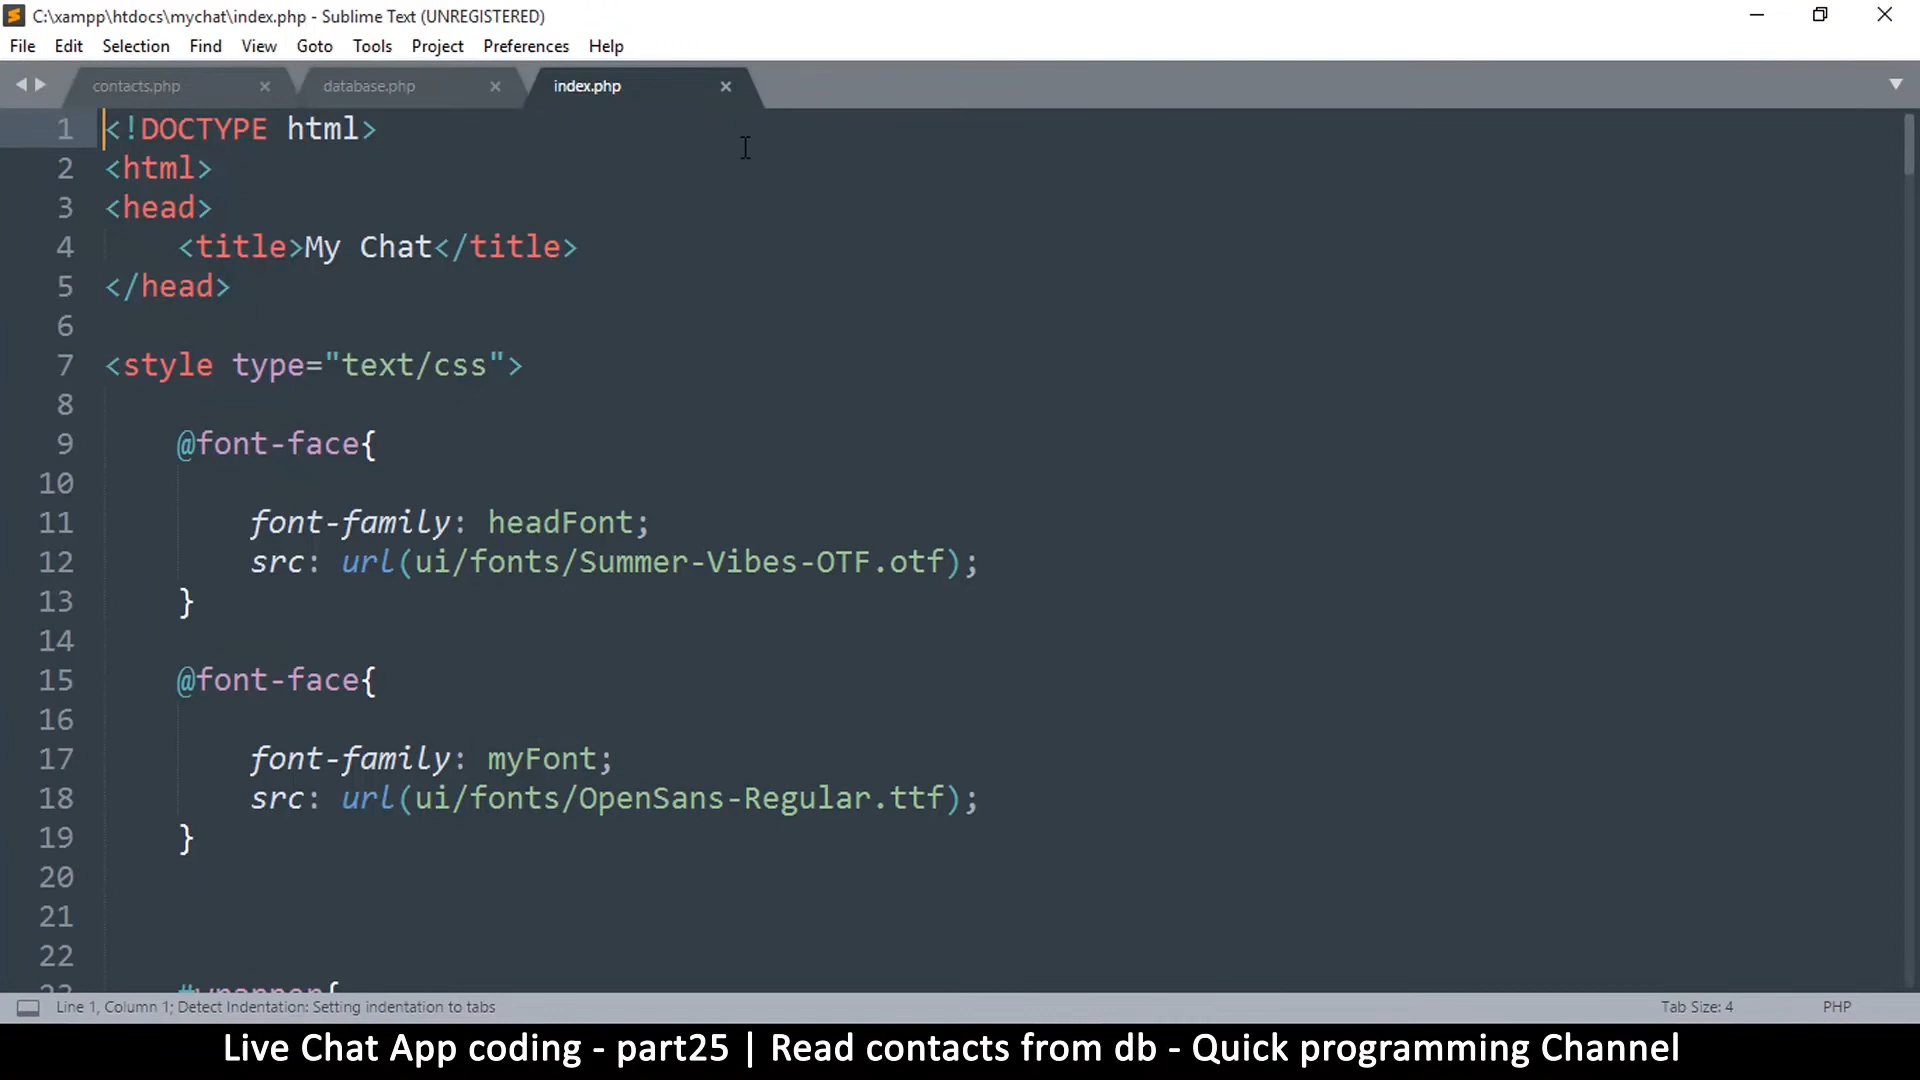 C:\xampp\htdocs\mychat\index.php - Sublime Text (UNREGISTERED)
File Edit Selection Find View Goto Tools Project Preferences Help
contacts.php database.php index.php
1 <!DOCTYPE html>
2 <html>
3 <head>
4 <title>My Chat</title>
5 </head>
6
7 <style type="text/css">
8
9 @font-face{
10
11 font-family: headFont;
12 src: url(ui/fonts/Summer-Vibes-OTF.otf);
13 }
14
15 @font-face{
16
17 font-family: myFont;
18 src: url(ui/fonts/OpenSans-Regular.ttf);
19 }
20
21
22
23 #wrapper{
Line 1, Column 1; Detect Indentation: Setting indentation to tabs Tab Size: 4 PHP
Live Chat App coding - part25 | Read contacts from db - Quick programming Channel